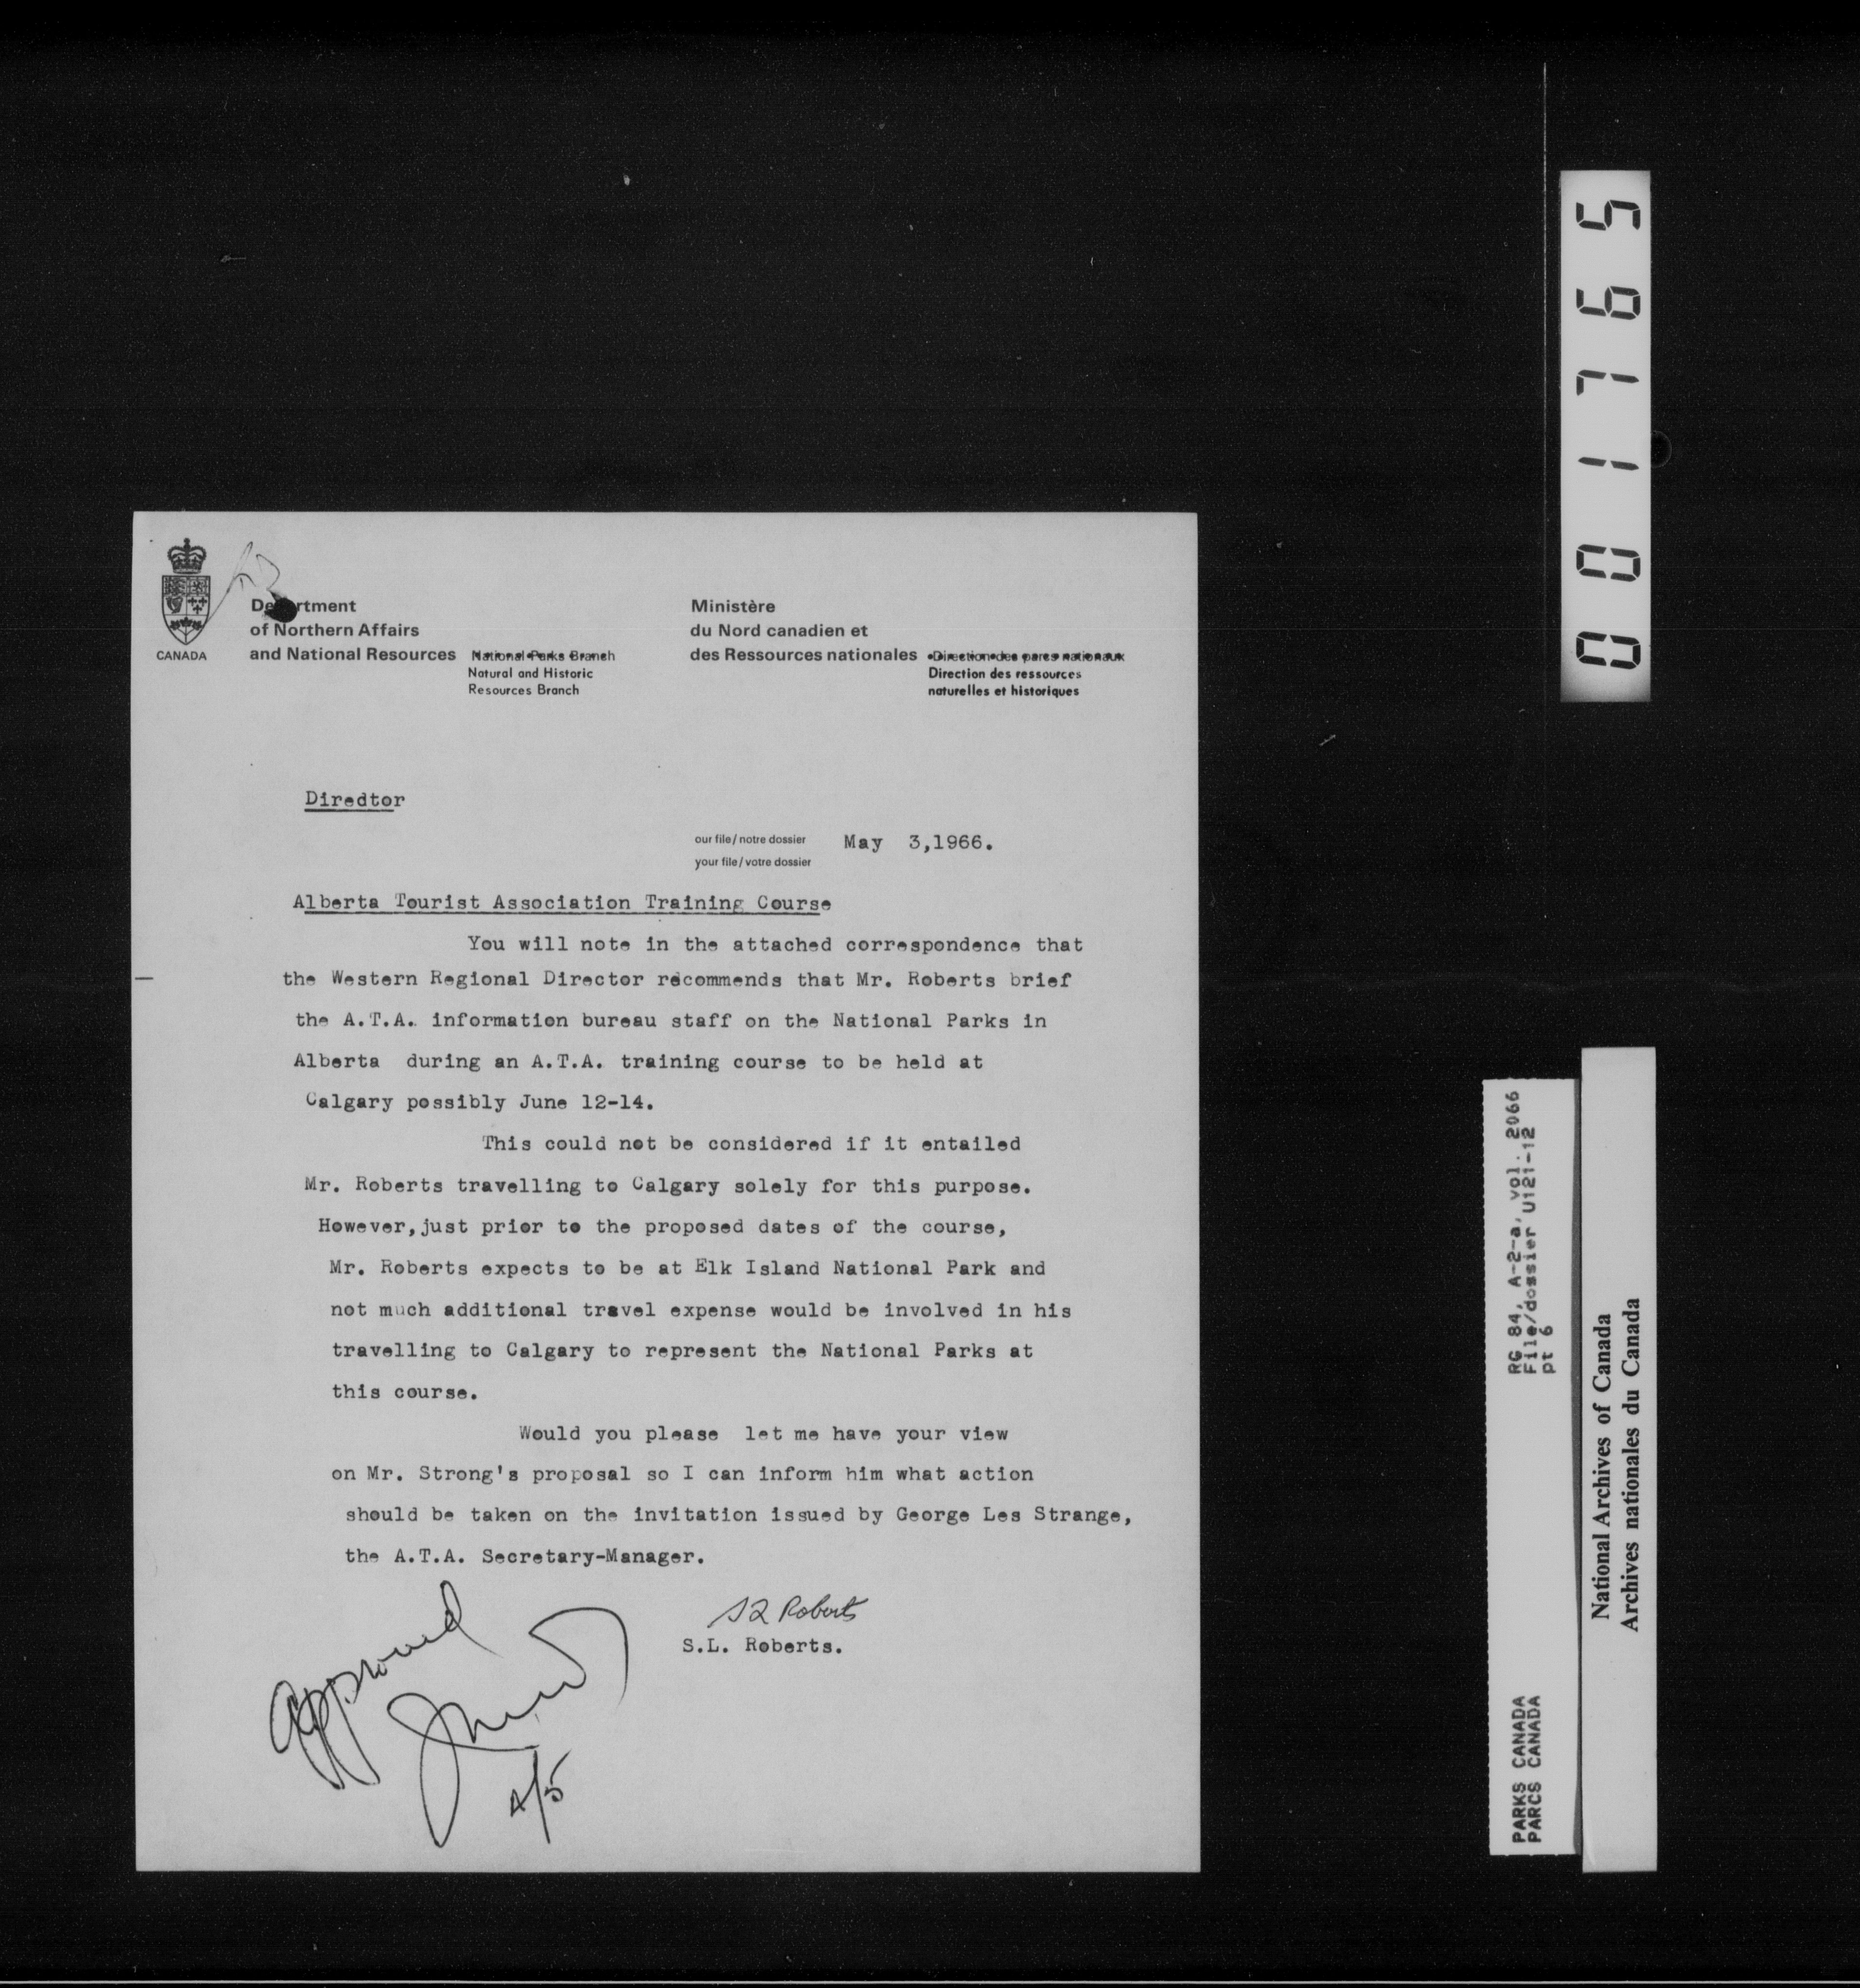 Department
of Northern Affairs
and National Resources
National Parks Branch
Natural and Historic
Resources Branch
CANADA
Ministère
du Nord canadien et
des Ressources nationales
Direction des parcs nationaux
Direction des ressources
naturelles et historiques
Diredtor
our file/notre dossier May 3,1966.
your file/votre dossier
Alberta Tourist Association Training Course
You will note in the attached correspondence that
the Western Regional Director recommends that Mr. Roberts brief
the A.T.A. information bureau staff on the National Parks in
Alberta during an A.T.A. training course to be held at
Calgary possibly June 12-14.
This could not be considered if it entailed
Mr. Roberts travelling to Calgary solely for this purpose.
However,just prior to the proposed dates of the course,
Mr. Roberts expects to be at Elk Island National Park and
not much additional travel expense would be involved in his
travelling to Calgary to represent the National Parks at
this course.
Would you please let me have your view
on Mr. Strong's proposal so I can inform him what action
should be taken on the invitation issued by George Les Strange,
the A.T.A. Secretary-Manager.
S L Roberts
S.L. Roberts.
Approved
4/5
001765
RG 84, A-2-a, vol. 2066
File/dossier U121-12
pt 6
PARKS CANADA
PARCS CANADA
National Archives of Canada
Archives nationales du Canada